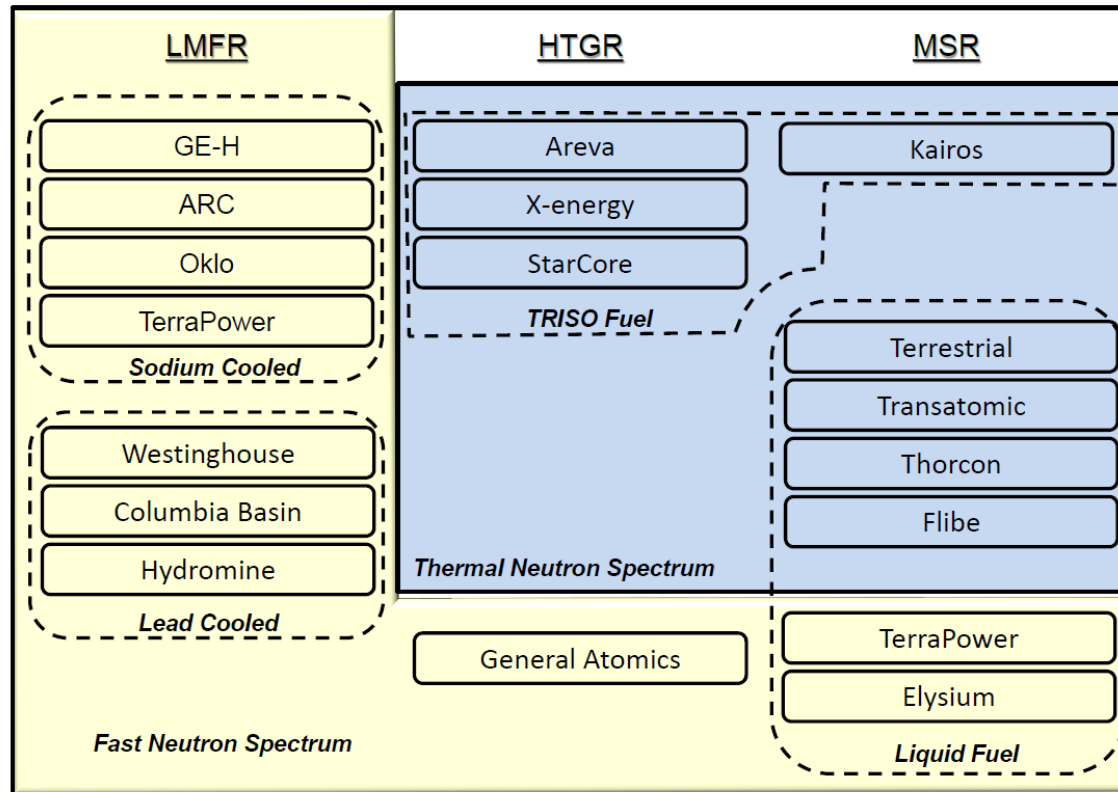 LMFR
HTGR
MSR
GE-H
ARC
Oklo
TerraPower
Sodium Cooled
Westinghouse
Columbia Basin
Hydromine
Lead Cooled
Fast Neutron Spectrum
Areva
X-energy
StarCore
TRISO Fuel
Thermal Neutron Spectrum
General Atomics
Kairos
Terrestrial
Transatomic
Thorcon
Flibe
TerraPower
Elysium
Liquid Fuel